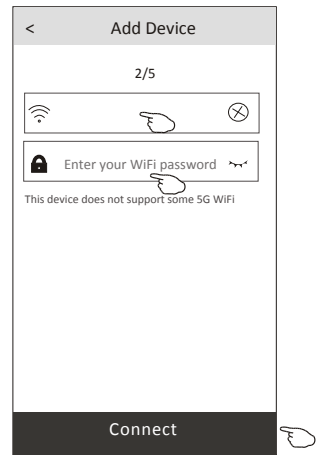 <
Add Device
2/5
Enter your WiFi password
This device does not support some 5G WiFi
Connect